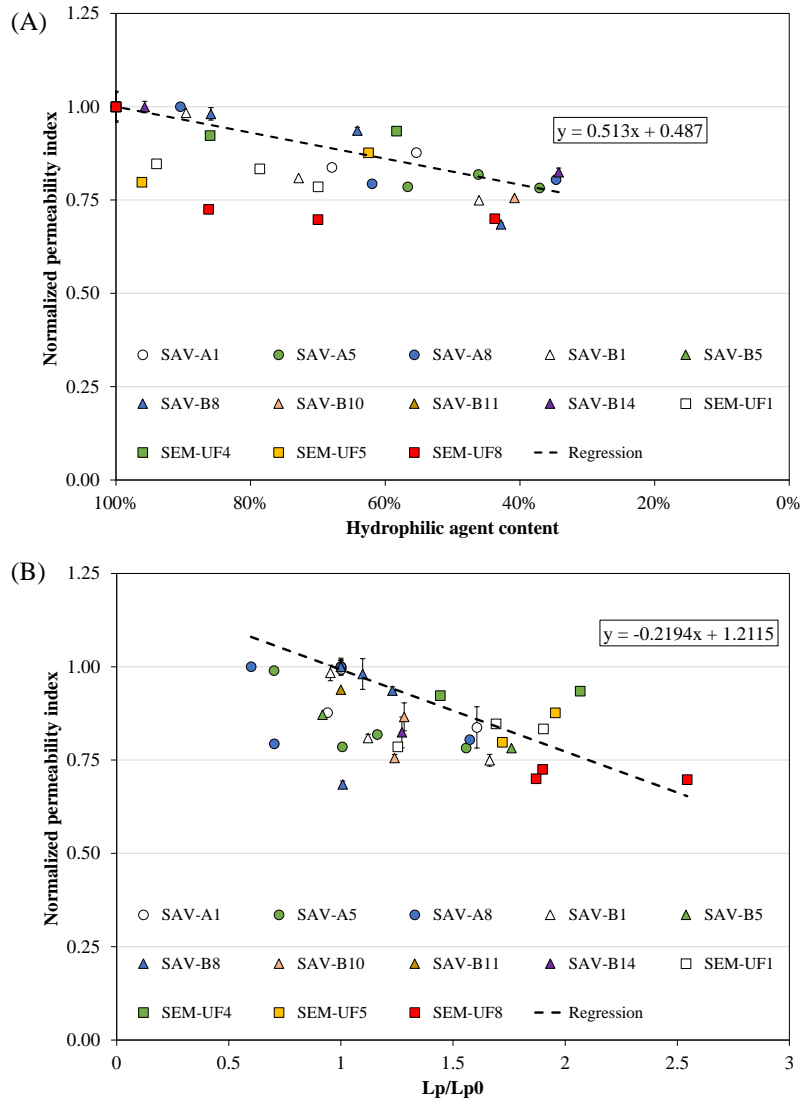 (A)
1.25
1.00
0.75
0.50
0.25
0.00
Normalized permeability index
y = 0.513x + 0.487
SAV-A1 SAV-A5 SAV-A8 SAV-B1 SAV-B5
SAV-B8 SAV-B10 SAV-B11 SAV-B14 SEM-UF1
SEM-UF4 SEM-UF5 SEM-UF8 Regression
100% 80% 60% 40% 20% 0%
Hydrophilic agent content
(B)
1.25
1.00
0.75
0.50
0.25
0.00
Normalized permeability index
y = -0.2194x + 1.2115
SAV-A1 SAV-A5 SAV-A8 SAV-B1 SAV-B5
SAV-B8 SAV-B10 SAV-B11 SAV-B14 SEM-UF1
SEM-UF4 SEM-UF5 SEM-UF8 Regression
0 0.5 1 1.5 2 2.5 3
Lp/Lp0